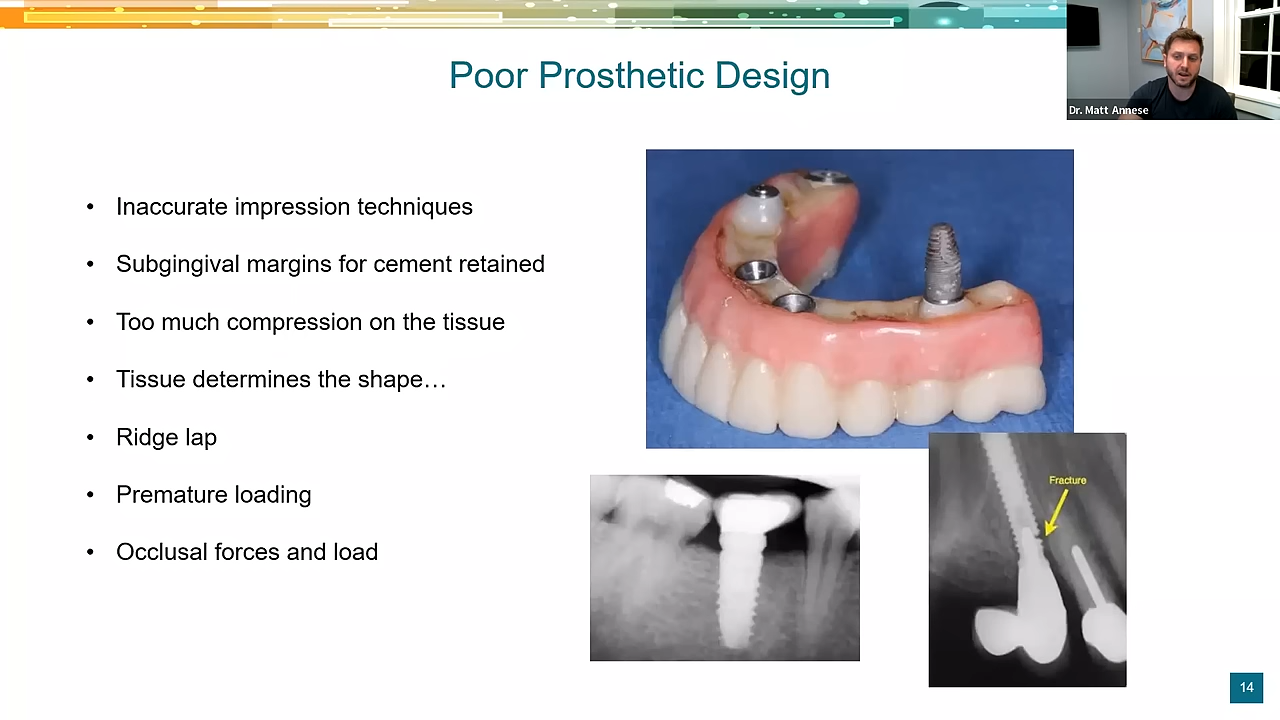 Poor Prosthetic Design
Dr. Matt Annese
• Inaccurate impression techniques
• Subgingival margins for cement retained
• Too much compression on the tissue
• Tissue determines the shape…
• Ridge lap
• Premature loading
• Occlusal forces and load
Fracture
14